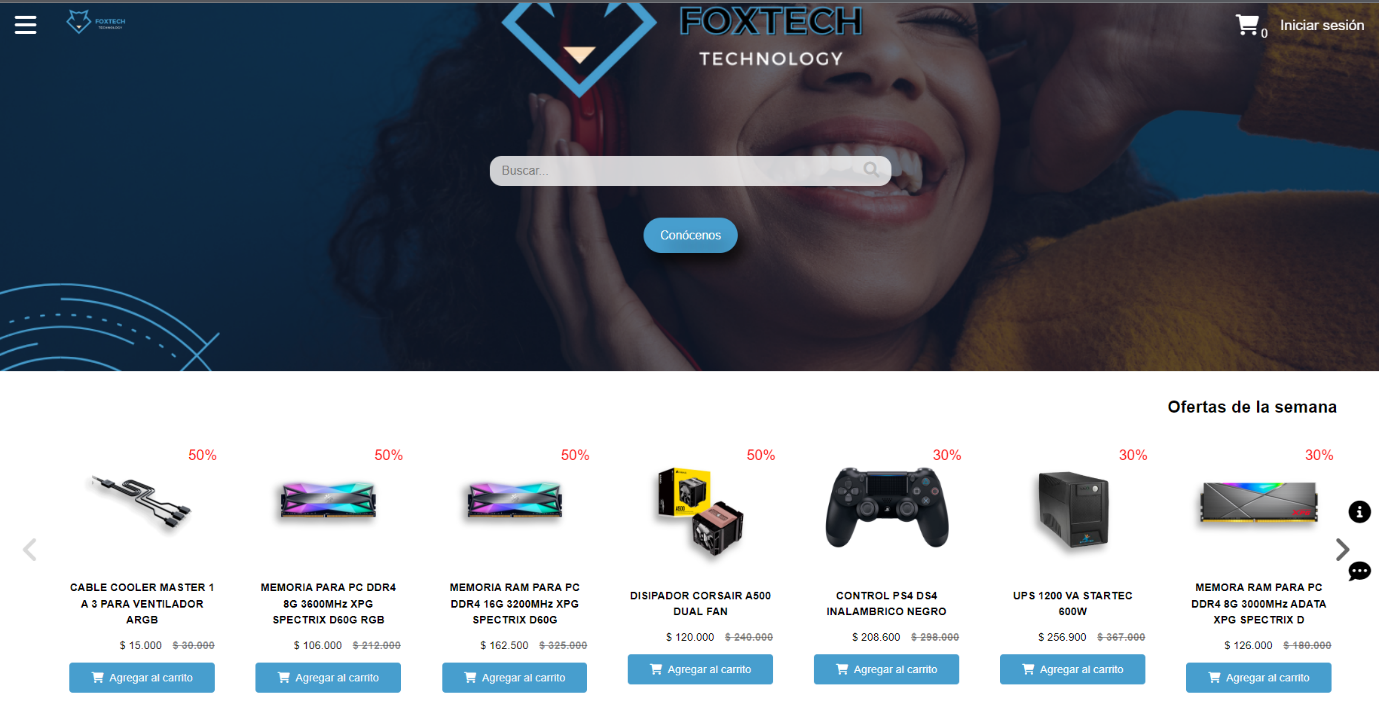 FOXTECH
TECHNOLOGY
FOXTECH
TECHNOLOGY
0
Iniciar sesión
Buscar...
Conócenos
Ofertas de la semana
50%
50%
50%
50%
30%
30%
30%
CABLE COOLER MASTER 1
A 3 PARA VENTILADOR
ARGB
$ 15.000 $ 30.000
Agregar al carrito
MEMORIA PARA PC DDR4
8G 3600MHz XPG
SPECTRIX D60G RGB
$ 106.000 $ 212.000
Agregar al carrito
MEMORIA RAM PARA PC
DDR4 16G 3200MHz XPG
SPECTRIX D60G
$ 162.500 $ 325.000
Agregar al carrito
DISIPADOR CORSAIR A500
DUAL FAN
$ 120.000 $ 240.000
Agregar al carrito
CONTROL PS4 DS4
INALAMBRICO NEGRO
$ 208.600 $ 298.000
Agregar al carrito
UPS 1200 VA STARTEC
600W
$ 256.900 $ 367.000
Agregar al carrito
MEMORA RAM PARA PC
DDR4 8G 3000MHz ADATA
XPG SPECTRIX D
$ 126.000 $ 180.000
Agregar al carrito